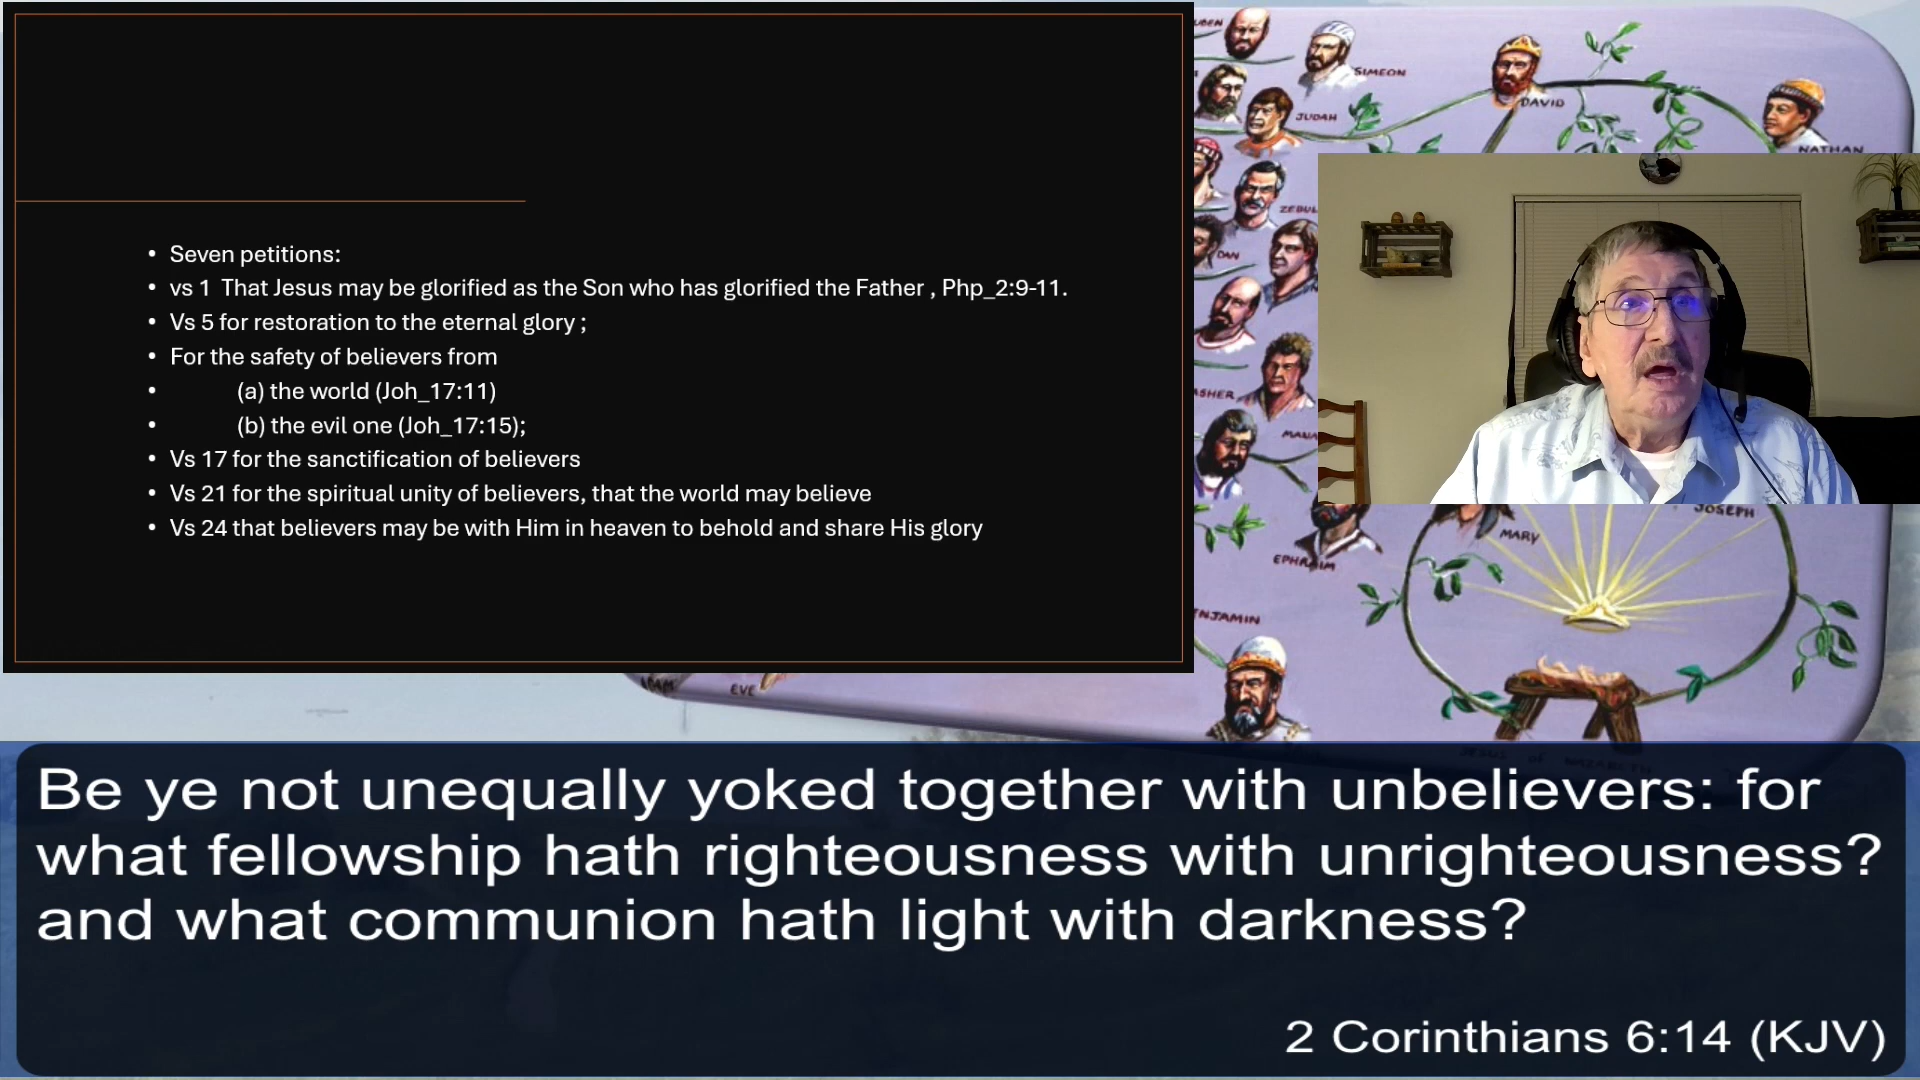 Seven petitions:
vs 1  That Jesus may be glorified as the Son who has glorified the Father , Php_2:9-11.
Vs 5 for restoration to the eternal glory ;
For the safety of believers from
(a) the world (Joh_17:11)
(b) the evil one (Joh_17:15);
Vs 17 for the sanctification of believers
Vs 21 for the spiritual unity of believers, that the world may believe
Vs 24 that believers may be with Him in heaven to behold and share His glory
SIMEON
DAVID
JUDAH
NATHAN
DAN
JOSEPH
MARY
EPHRAIM
EVE
Be ye not unequally yoked together with unbelievers: for
what fellowship hath righteousness with unrighteousness?
and what communion hath light with darkness?
2 Corinthians 6:14 (KJV)